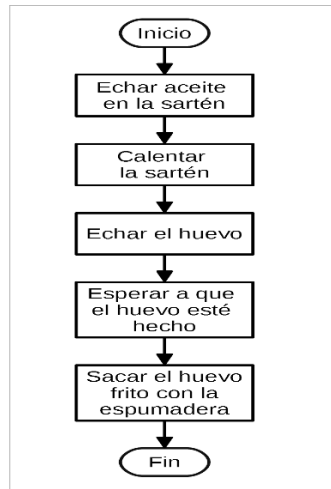 Inicio
Echar aceite
en la sartén
Calentar
la sartén
Echar el huevo
Esperar a que
el huevo esté
hecho
Sacar el huevo
frito con la
espumadera
Fin